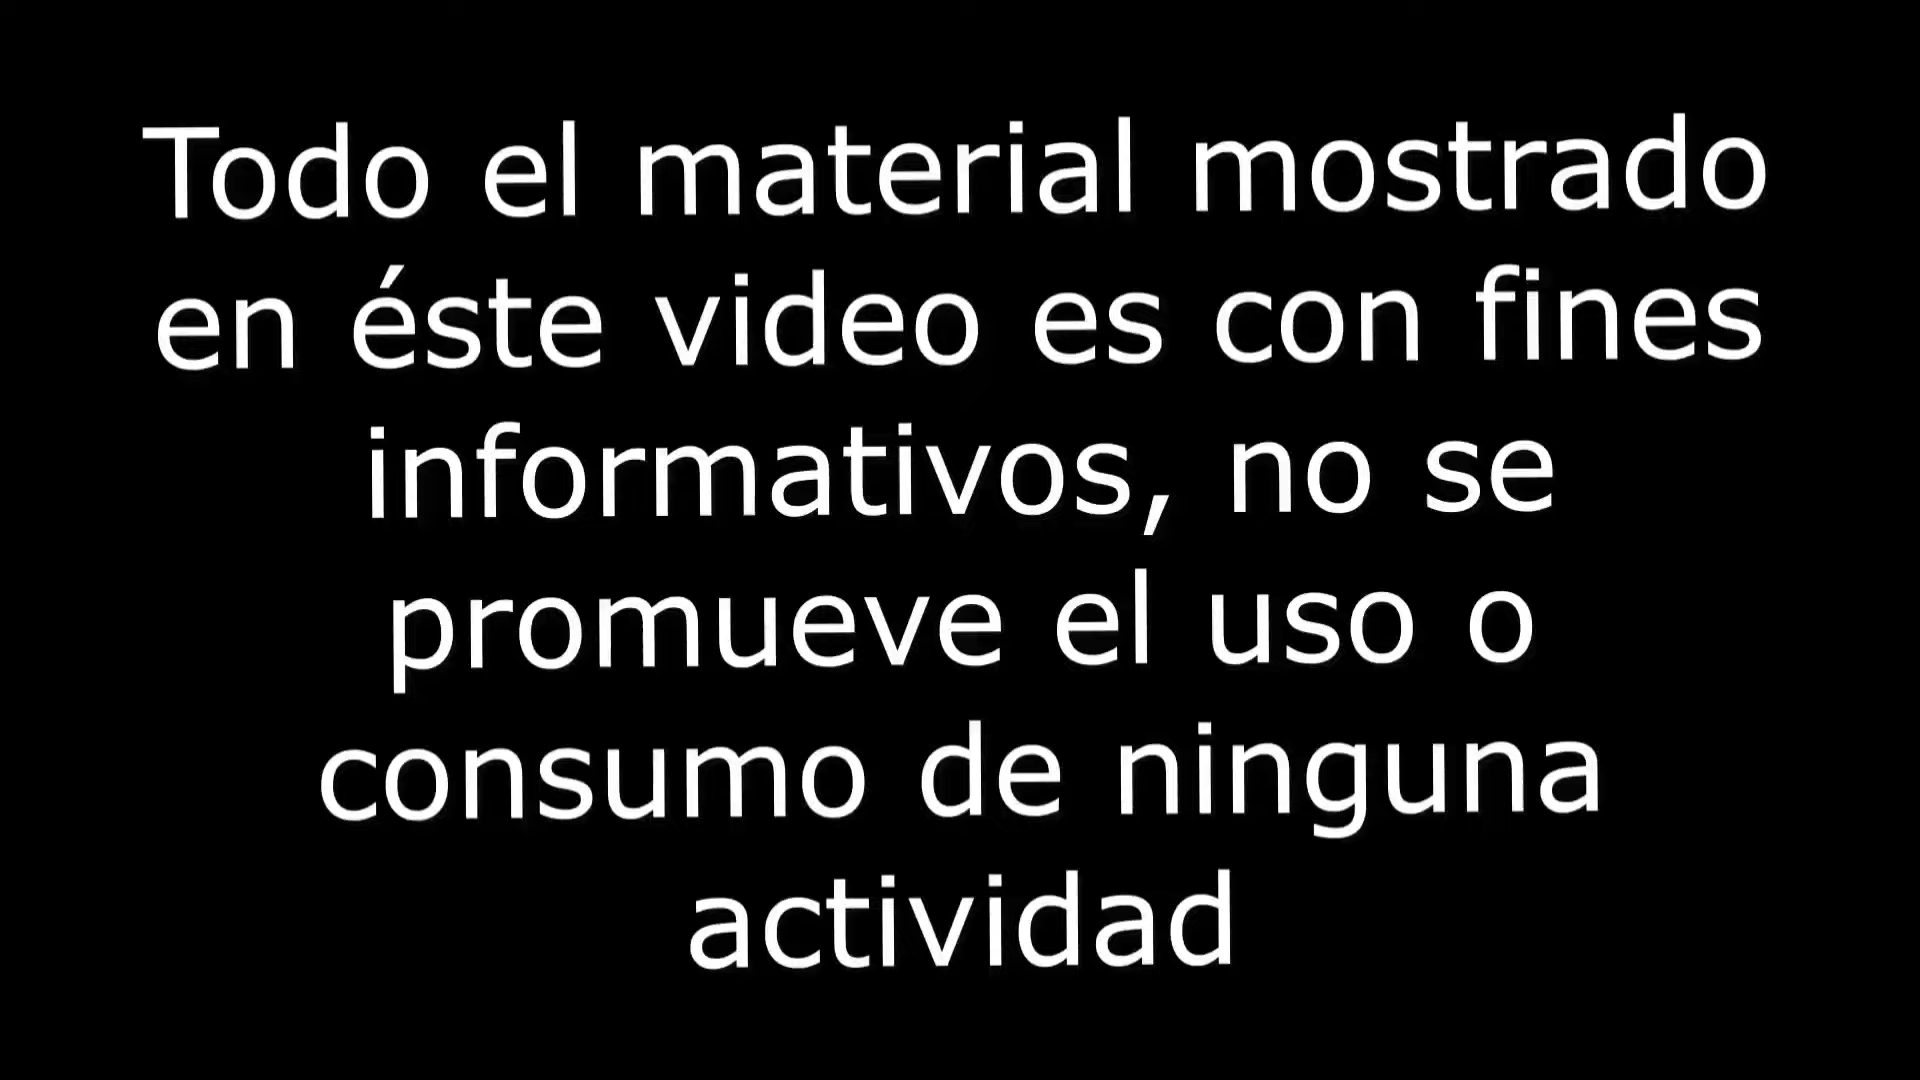 Todo el material mostrado
en éste video es con fines
informativos, no se
promueve el uso o
consumo de ninguna
actividad